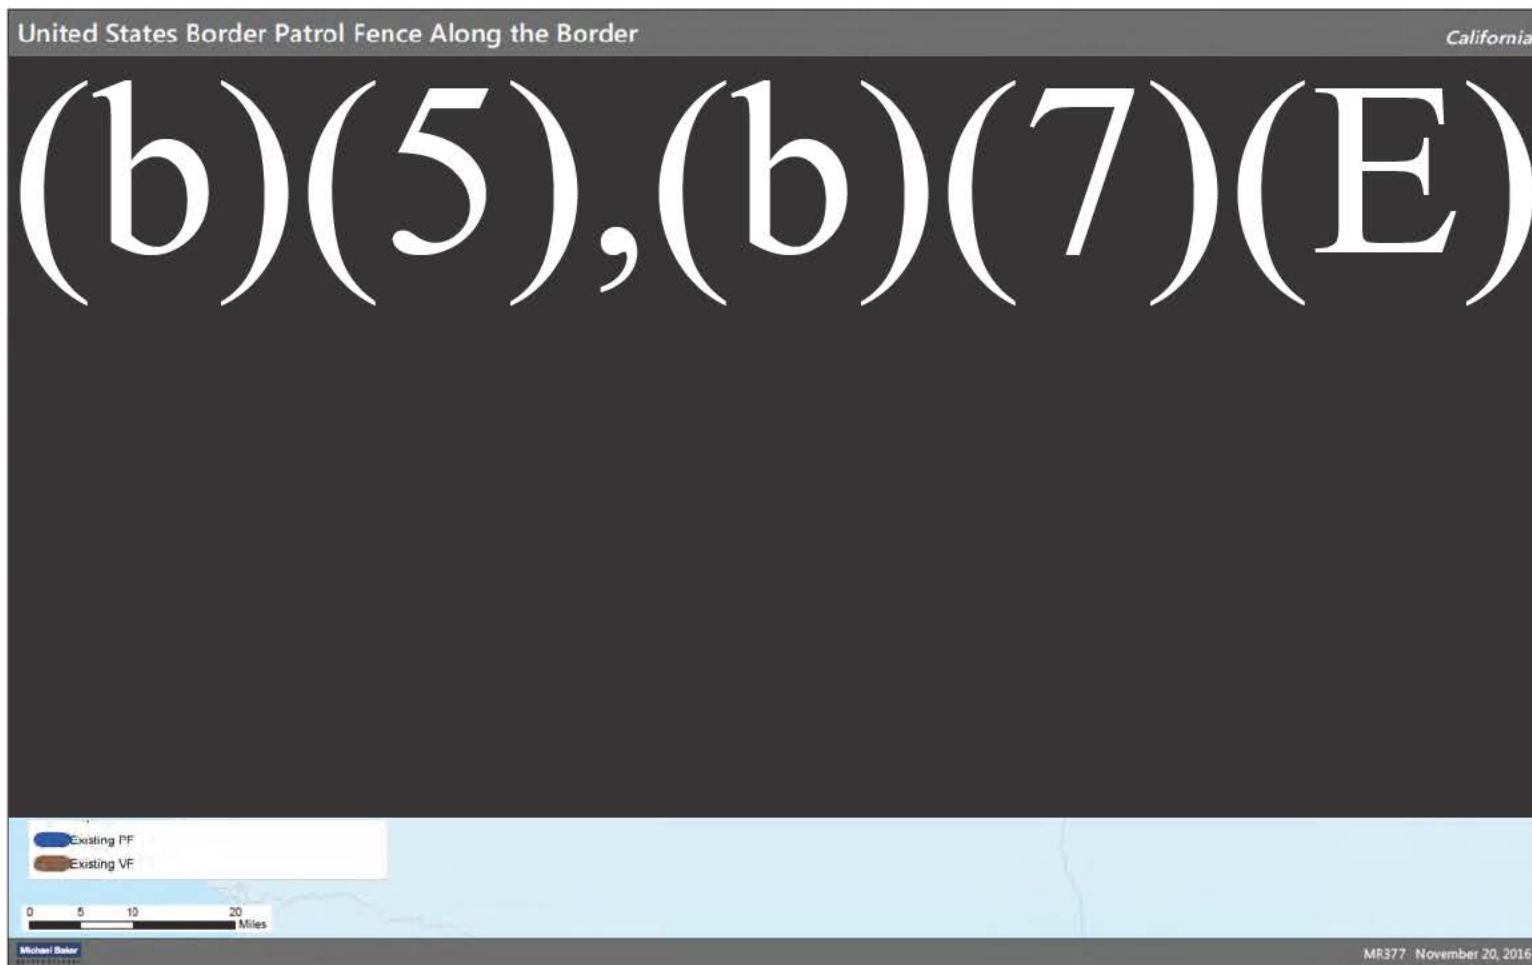 United States Border Patrol Fence Along the Border
California
(b)(5),(b)(7)(E)
Existing PF
Existing VF
0 5 10 20
Miles
Michael Baker
MR377 November 20, 2016